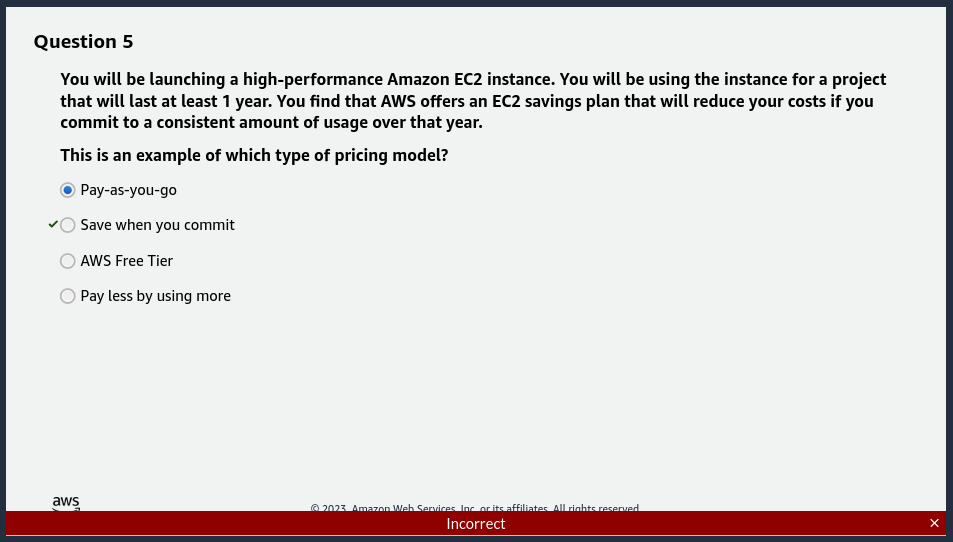 Question 5
You will be launching a high-performance Amazon EC2 instance. You will be using the instance for a project
that will last at least 1 year. You find that AWS offers an EC2 savings plan that will reduce your costs if you
commit to a consistent amount of usage over that year.
This is an example of which type of pricing model?
Pay-as-you-go
Save when you commit
AWS Free Tier
Pay less by using more
aws
© 2023, Amazon Web Services, Inc. or its affiliates. All rights reserved.
Incorrect